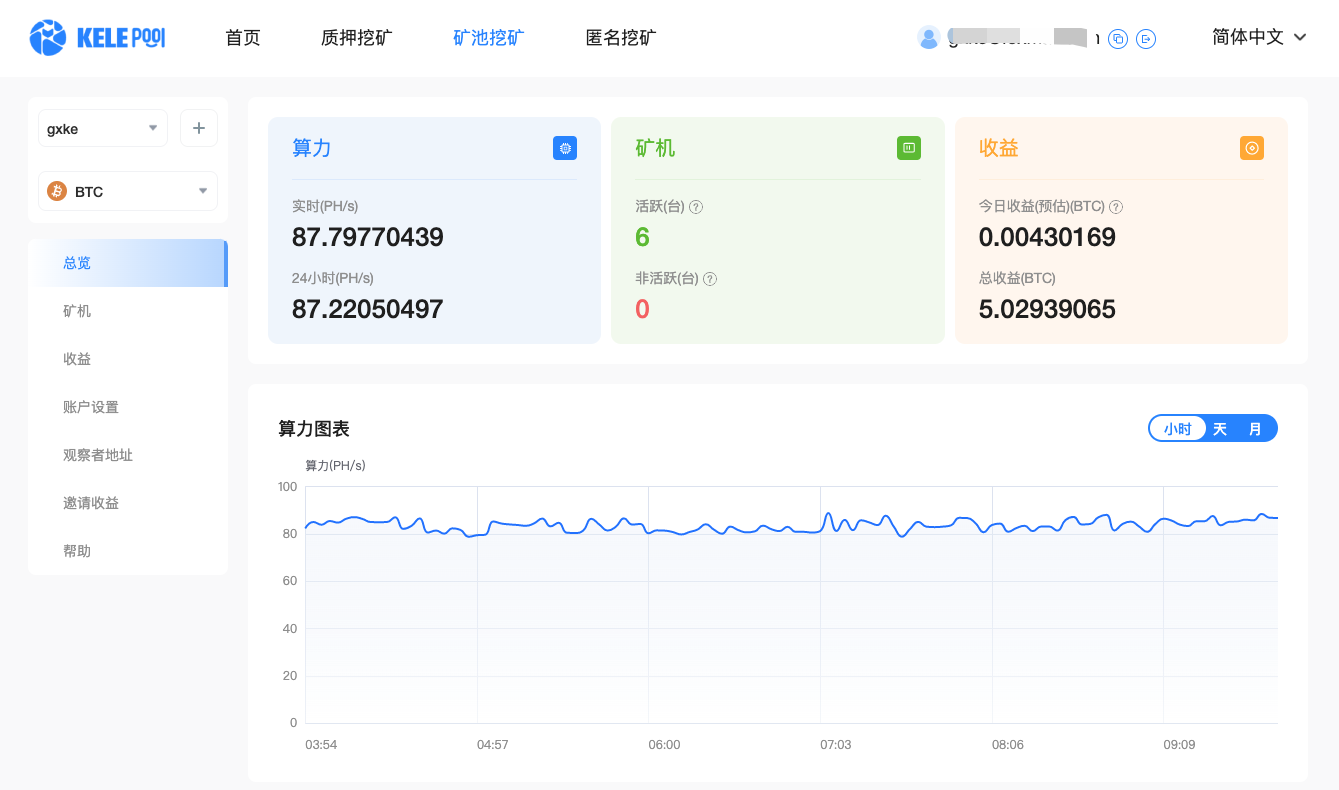 KELE POOl
首页
质押挖矿
矿池挖矿
匿名挖矿
简体中文
gxke
BTC
总览
矿机
收益
账户设置
观察者地址
邀请收益
帮助
算力
实时(PH/s)
87.79770439
24小时(PH/s)
87.22050497
矿机
活跃(台)
6
非活跃(台)
0
收益
今日收益(预估)(BTC)
0.00430169
总收益(BTC)
5.02939065
算力图表
小时 天 月
算力(PH/s)
100
80
60
40
20
0
03:54 04:57 06:00 07:03 08:06 09:09